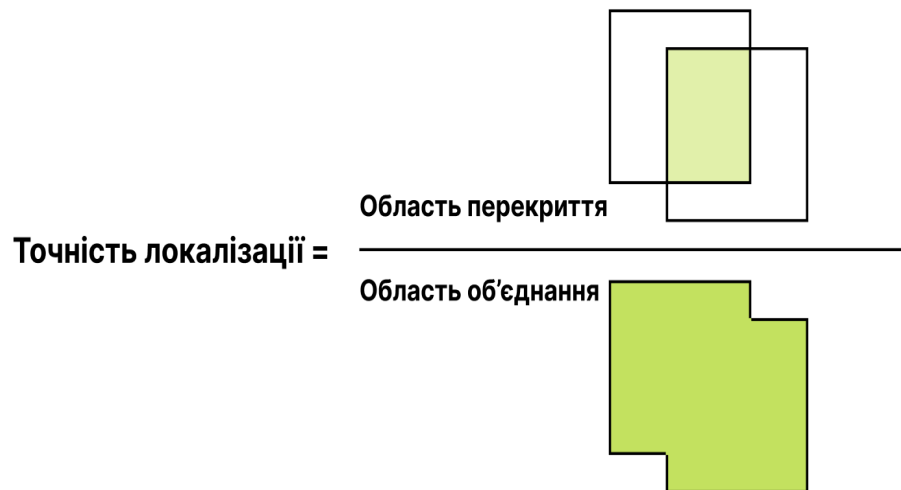 Область перекриття
Точність локалізації =
Область об’єднання